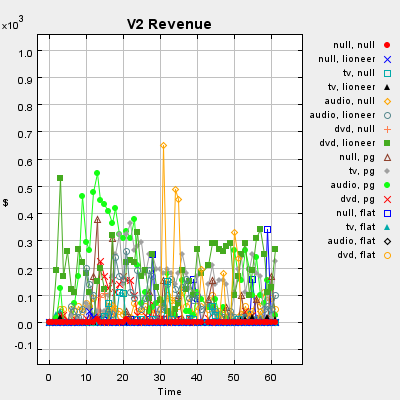 V2 Revenue
x10³
$
1.0
0.9
0.8
0.7
0.6
0.5
0.4
0.3
0.2
0.1
0.0
-0.1
0 10 20 30 40 50 60
Time
null, null
null, lioneer
tv, null
tv, lioneer
audio, null
audio, lioneer
dvd, null
dvd, lioneer
null, pg
tv, pg
audio, pg
dvd, pg
null, flat
tv, flat
audio, flat
dvd, flat